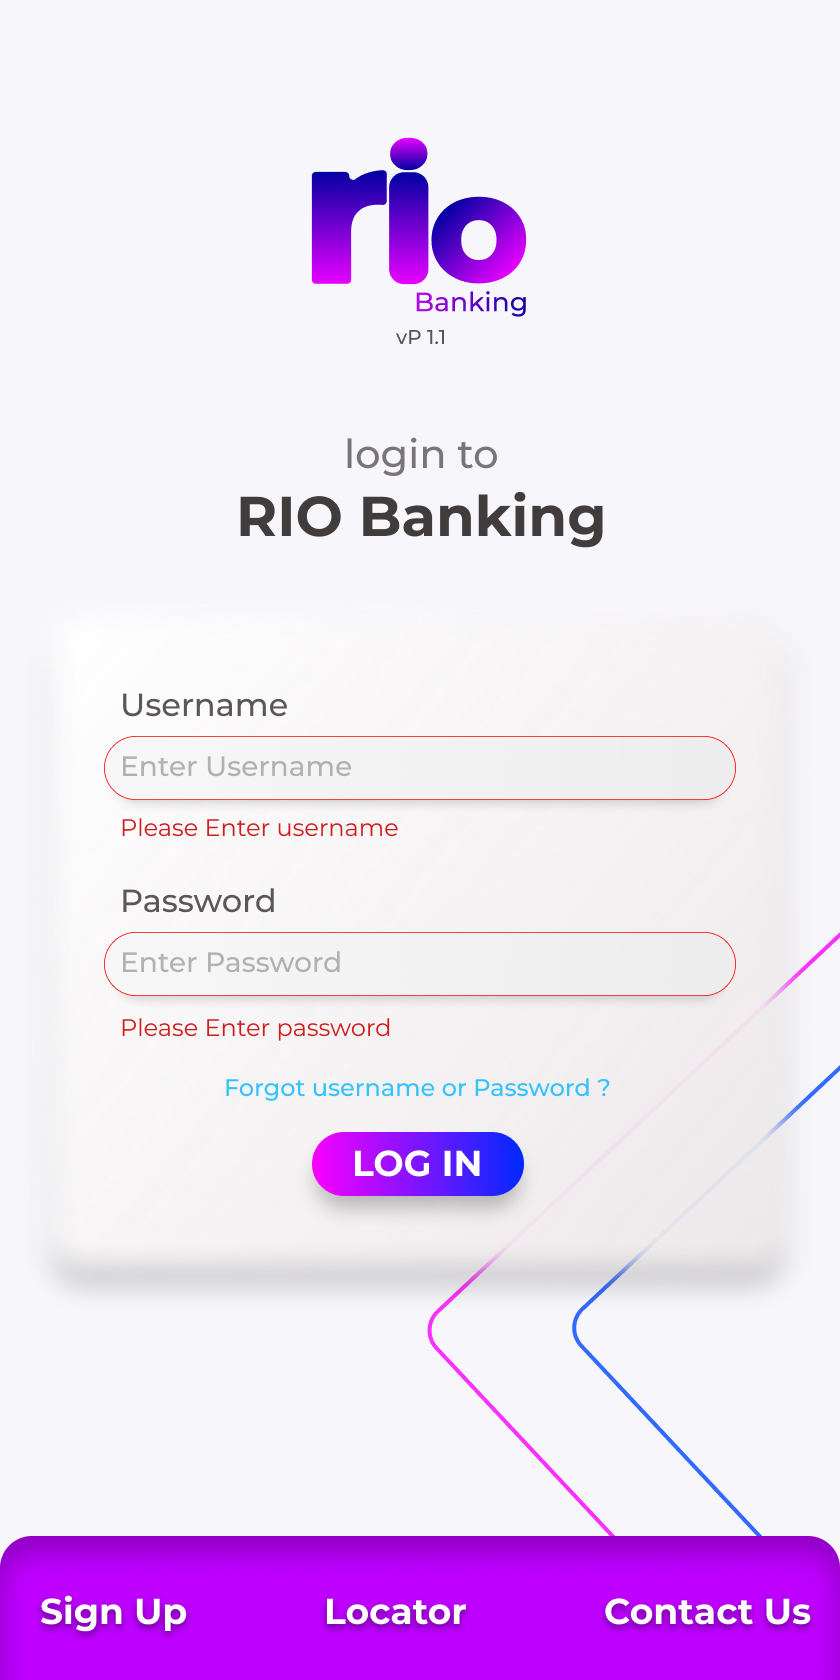 rio
Banking
vP 1.1
login to
RIO Banking
Username
Enter Username
Please Enter username
Password
Enter Password
Please Enter password
Forgot username or Password ?
LOG IN
Sign Up Locator Contact Us